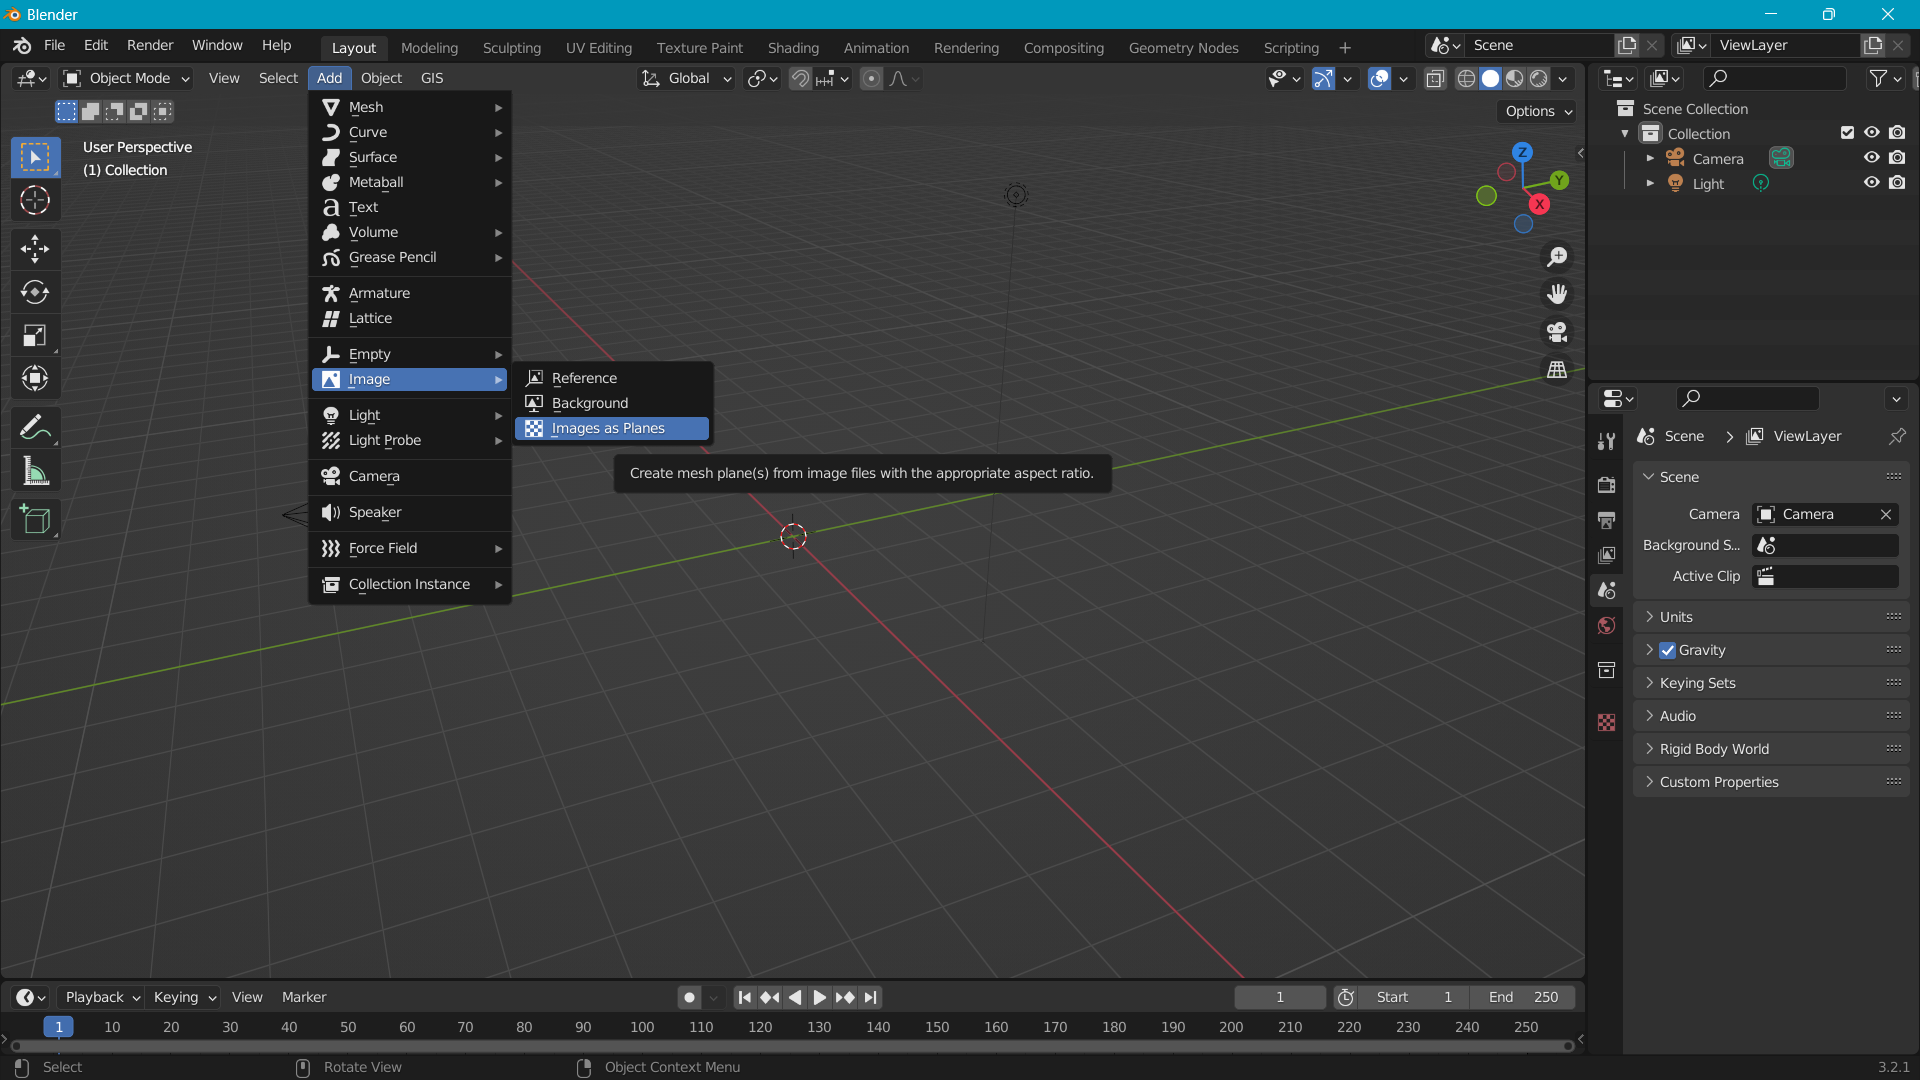 Blender
File Edit Render Window Help Layout Modeling Sculpting UV Editing Texture Paint Shading Animation Rendering Compositing Geometry Nodes Scripting + Scene ViewLayer
Object Mode View Select Add Object GIS Global
Options
User Perspective
(1) Collection
Mesh
Curve
Surface
Metaball
Text
Volume
Grease Pencil
Armature
Lattice
Empty
Image
Light
Light Probe
Camera
Speaker
Force Field
Collection Instance
Reference
Background
Images as Planes
Create mesh plane(s) from image files with the appropriate aspect ratio.
Z
Y
X
Scene Collection
Collection
Camera
Light
Scene ViewLayer
Scene
Camera Camera
Background S...
Active Clip
Units
Gravity
Keying Sets
Audio
Rigid Body World
Custom Properties
Playback Keying View Marker 1 Start 1 End 250
1 10 20 30 40 50 60 70 80 90 100 110 120 130 140 150 160 170 180 190 200 210 220 230 240 250
Select Rotate View Object Context Menu 3.2.1